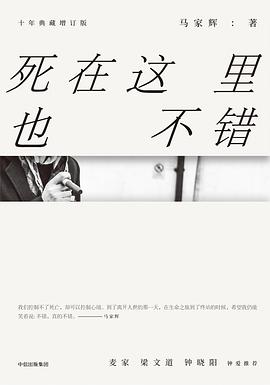 十年典藏增订版
马家辉：著
死在这里
也不错
我们控制不了死亡，却可以控制心境。到了离开人世的那一天，在生命之旅到了终站的时候，希望我仍能
笑着说：不错，真的不错。————马家辉
中信出版集团
麦家 梁文道 钟晓阳 钟爱推荐